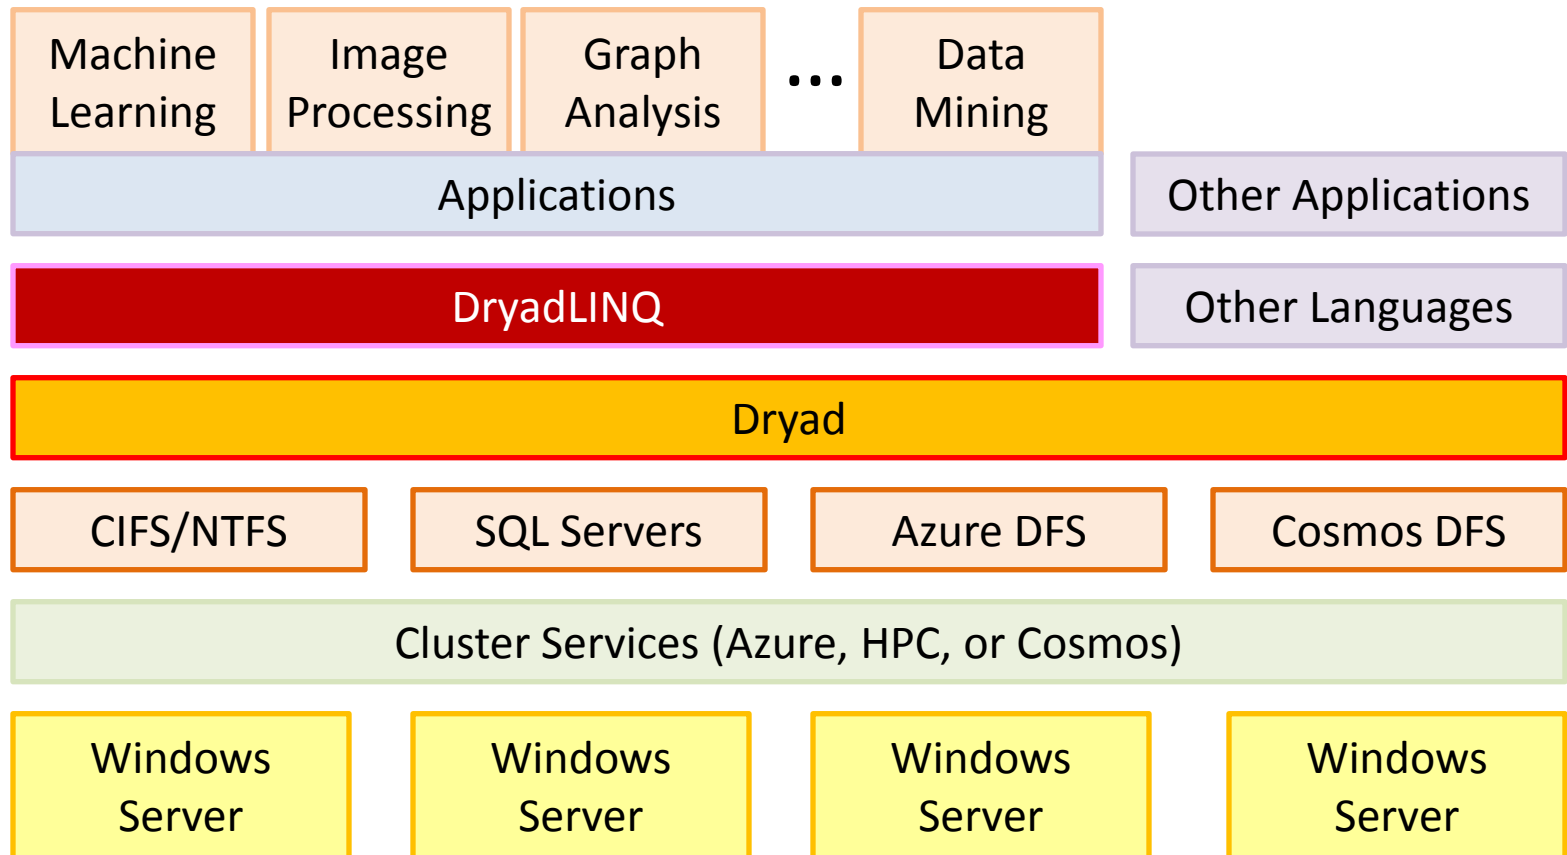 Machine
Learning
Image
Processing
Graph
Analysis
...
Data
Mining
Applications
Other Applications
DryadLINQ
Other Languages
Dryad
CIFS/NTFS
SQL Servers
Azure DFS
Cosmos DFS
Cluster Services (Azure, HPC, or Cosmos)
Windows
Server
Windows
Server
Windows
Server
Windows
Server